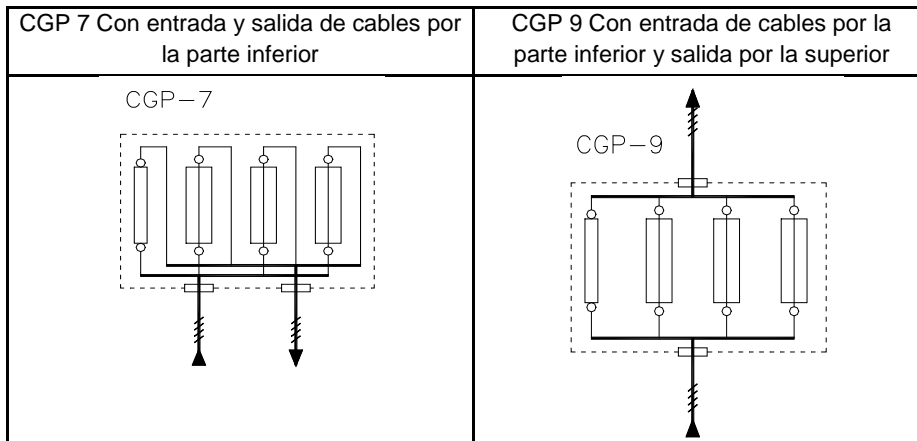 CGP 7 Con entrada y salida de cables por
la parte inferior
CGP 9 Con entrada de cables por la
parte inferior y salida por la superior
CGP-7
CGP-9